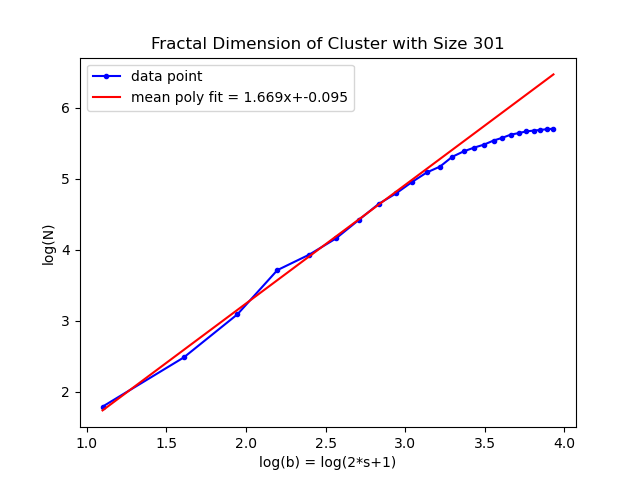 Fractal Dimension of Cluster with Size 301
data point
mean poly fit = 1.669x+-0.095
log(N)
6
5
4
3
2
1.0 1.5 2.0 2.5 3.0 3.5 4.0
log(b) = log(2*s+1)